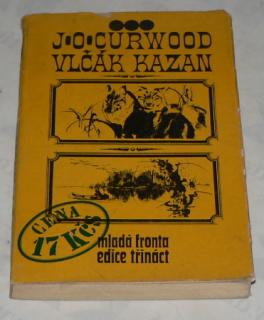 J·O·CURWOOD
VLČÁK KAZAN
CENA
17 KČS
mladá fronta
edice třináct